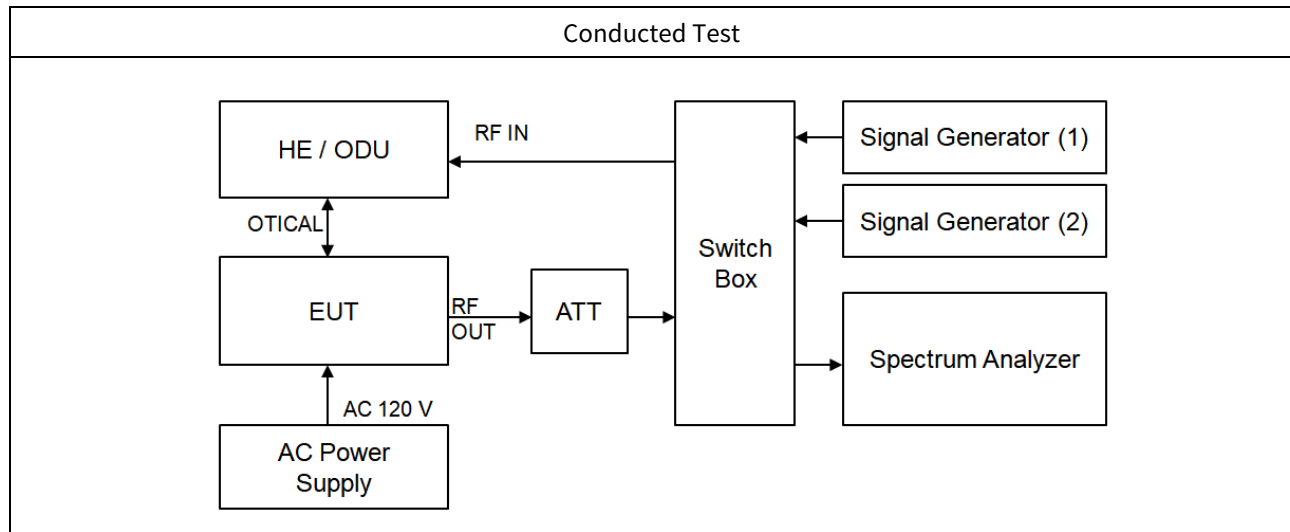 Conducted Test
HE / ODU
RF IN
Signal Generator (1)
Signal Generator (2)
OTICAL
Switch
Box
EUT
RF
OUT
ATT
Spectrum Analyzer
AC 120 V
AC Power
Supply